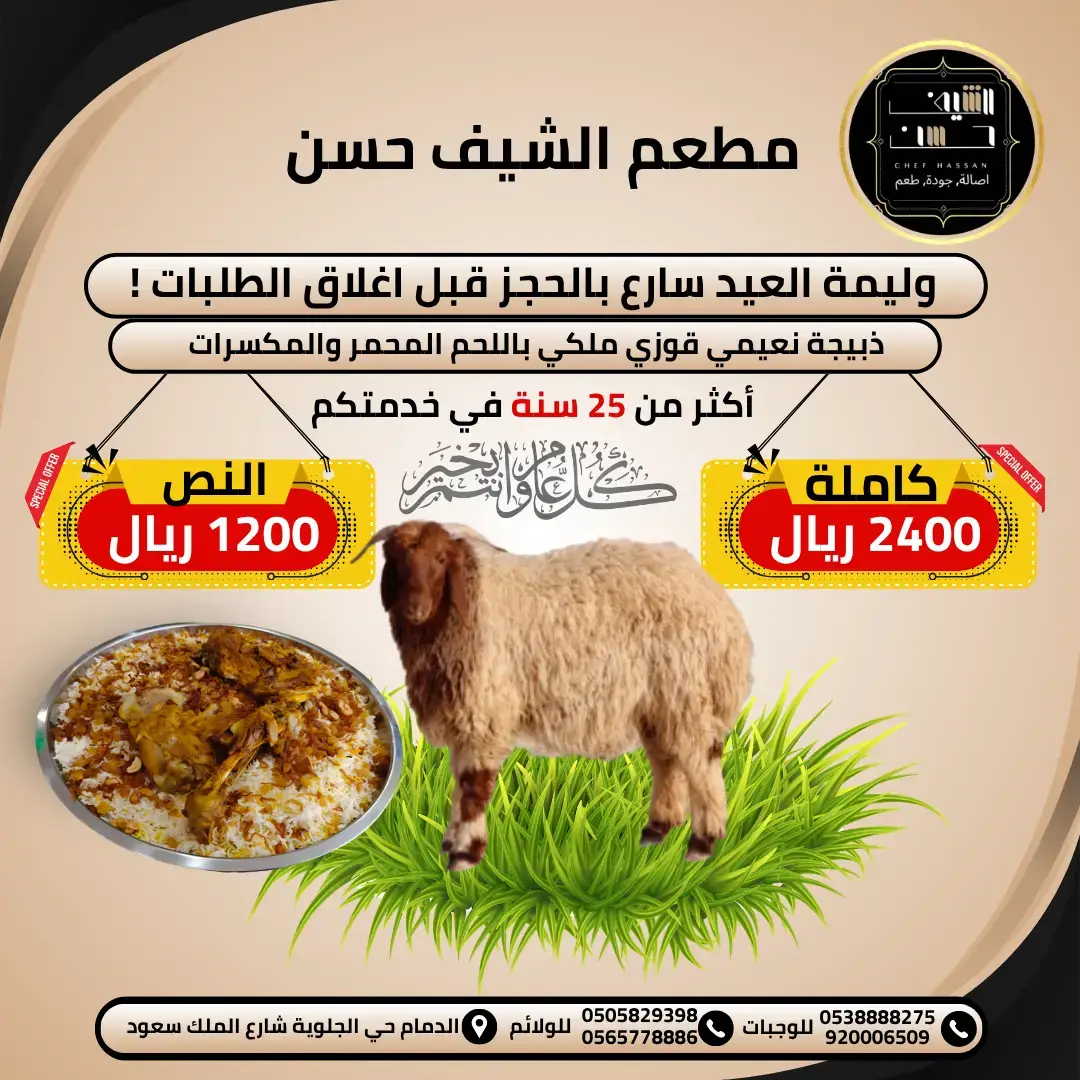 الشيف
حسن
CHEF HASSAN
اصالة, جودة, طعم
مطعم الشيف حسن
وليمة العيد سارع بالحجز قبل اغلاق الطلبات !
ذبيجة نعيمي قوزي ملكي باللحم المحمر والمكسرات
أكثر من 25 سنة في خدمتكم
كل عام وانتم بخير
SPECIAL OFFER
كاملة
2400 ريال
SPECIAL OFFER
النص
1200 ريال
0538888275
920006509
للوجبات
0505829398
0565778886
للولائم
الدمام حي الجلوية شارع الملك سعود